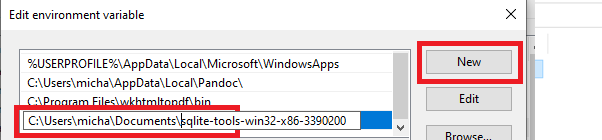 Edit environment variable
%USERPROFILE%\AppData\Local\Microsoft\WindowsApps
New
C:\Users\micha\AppData\Local\Pandoc\
C:\Program Files\wkhtmltopdf\bin
Edit
C:\Users\micha\Documents\sqlite-tools-win32-x86-3390200
Browse...